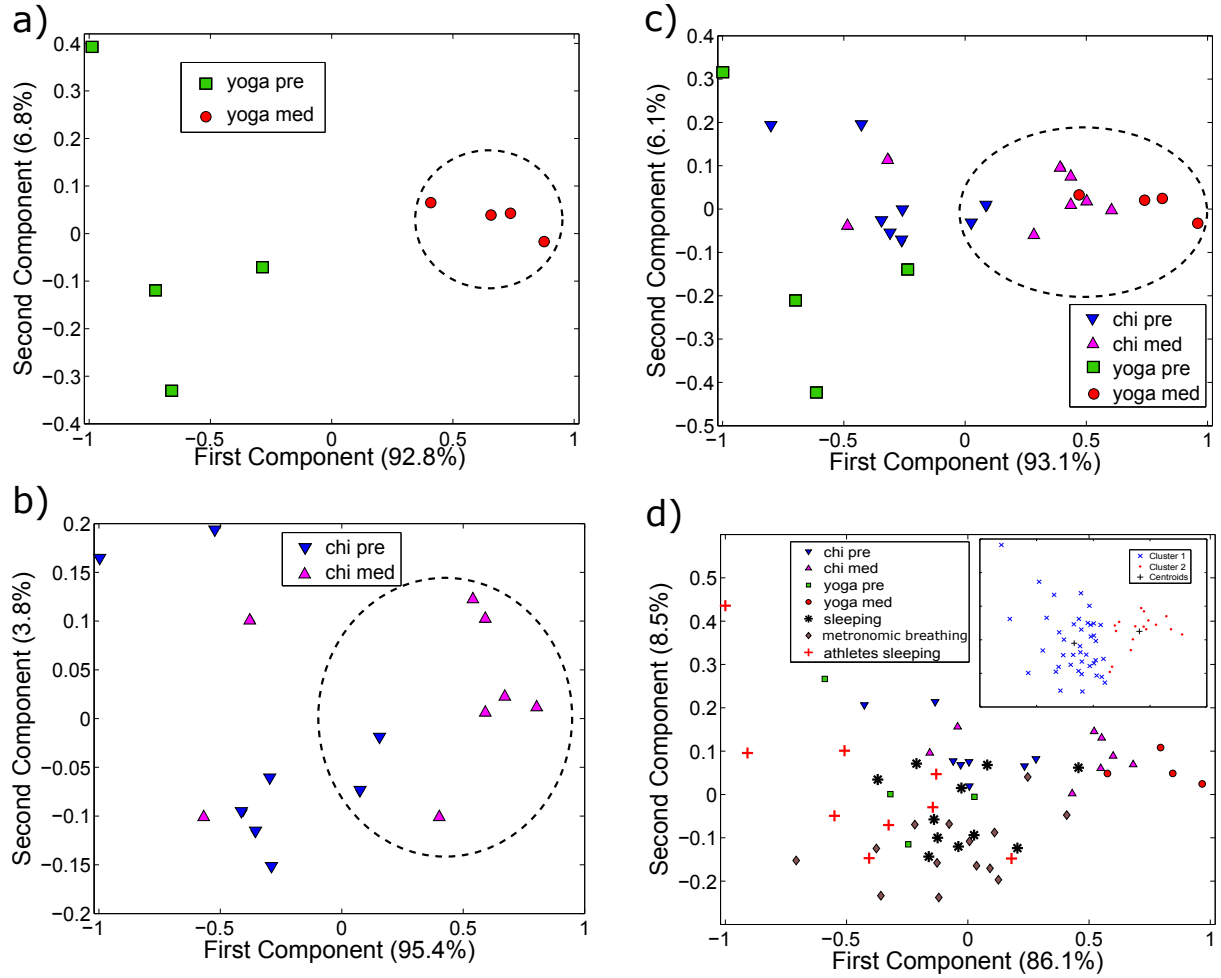 a)
0.4
0.3
0.2
0.1
0
−0.1
−0.2
−0.3
−0.4
Second Component (6.8%)
yoga pre
yoga med
−1
−0.5
0
0.5
1
First Component (92.8%)
c)
0.4
0.3
0.2
0.1
0
−0.1
−0.2
−0.3
−0.4
−0.5
Second Component (6.1%)
chi pre
chi med
yoga pre
yoga med
−1
−0.5
0
0.5
1
First Component (93.1%)
b)
0.2
0.15
0.1
0.05
0
−0.05
−0.1
−0.15
−0.2
Second Component (3.8%)
chi pre
chi med
−1
−0.5
0
0.5
1
First Component (95.4%)
d)
0.5
0.4
0.3
0.2
0.1
0
−0.1
−0.2
Second Component (8.5%)
chi pre
chi med
yoga pre
yoga med
sleeping
metronomic breathing
athletes sleeping
Cluster 1
Cluster 2
Centroids
−1
−0.5
0
0.5
1
First Component (86.1%)